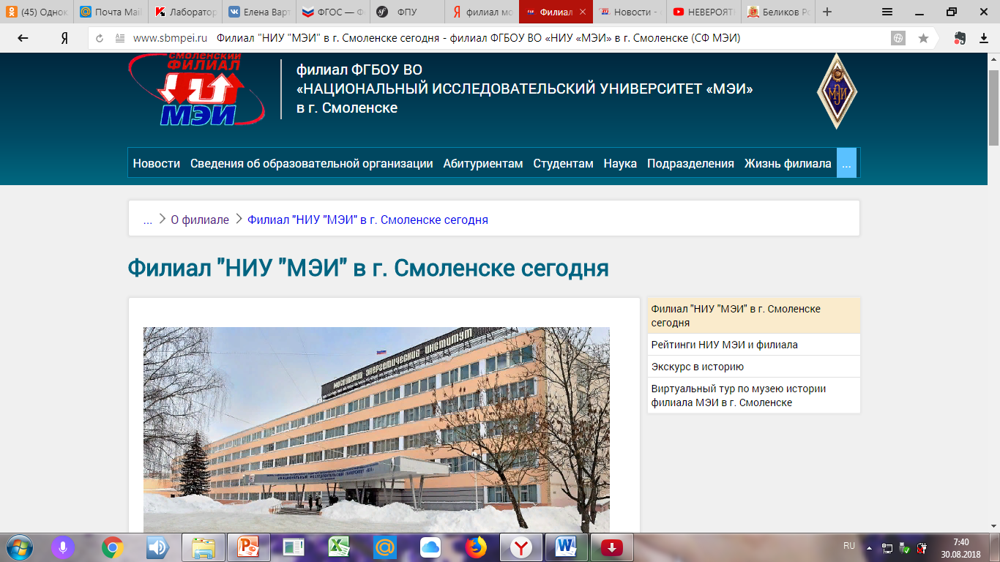 (45) Однок
Почта Mail
Лаборатор
Елена Варт
ФГОС — Ф
ФПУ
филиал мо
Филиал
Новости -
НЕВЕРОЯТН
Беликов Ро
www.sbmpei.ru Филиал "НИУ "МЭИ" в г. Смоленске сегодня - филиал ФГБОУ ВО «НИУ «МЭИ» в г. Смоленске (СФ МЭИ)
СМОЛЕНСКИЙ
ФИЛИАЛ
МЭИ
филиал ФГБОУ ВО
«НАЦИОНАЛЬНЫЙ ИССЛЕДОВАТЕЛЬСКИЙ УНИВЕРСИТЕТ «МЭИ»
в г. Смоленске
МЭИ
Новости Сведения об образовательной организации Абитуриентам Студентам Наука Подразделения Жизнь филиала ...
... О филиале Филиал "НИУ "МЭИ" в г. Смоленске сегодня
Филиал "НИУ "МЭИ" в г. Смоленске сегодня
МОСКОВСКИЙ ЭНЕРГЕТИЧЕСКИЙ ИНСТИТУТ
НАЦИОНАЛЬНЫЙ ИССЛЕДОВАТЕЛЬСКИЙ УНИВЕРСИТЕТ
Филиал "НИУ "МЭИ" в г. Смоленске
сегодня
Рейтинги НИУ МЭИ и филиала
Экскурс в историю
Виртуальный тур по музею истории
филиала МЭИ в г. Смоленске
RU
7:40
30.08.2018